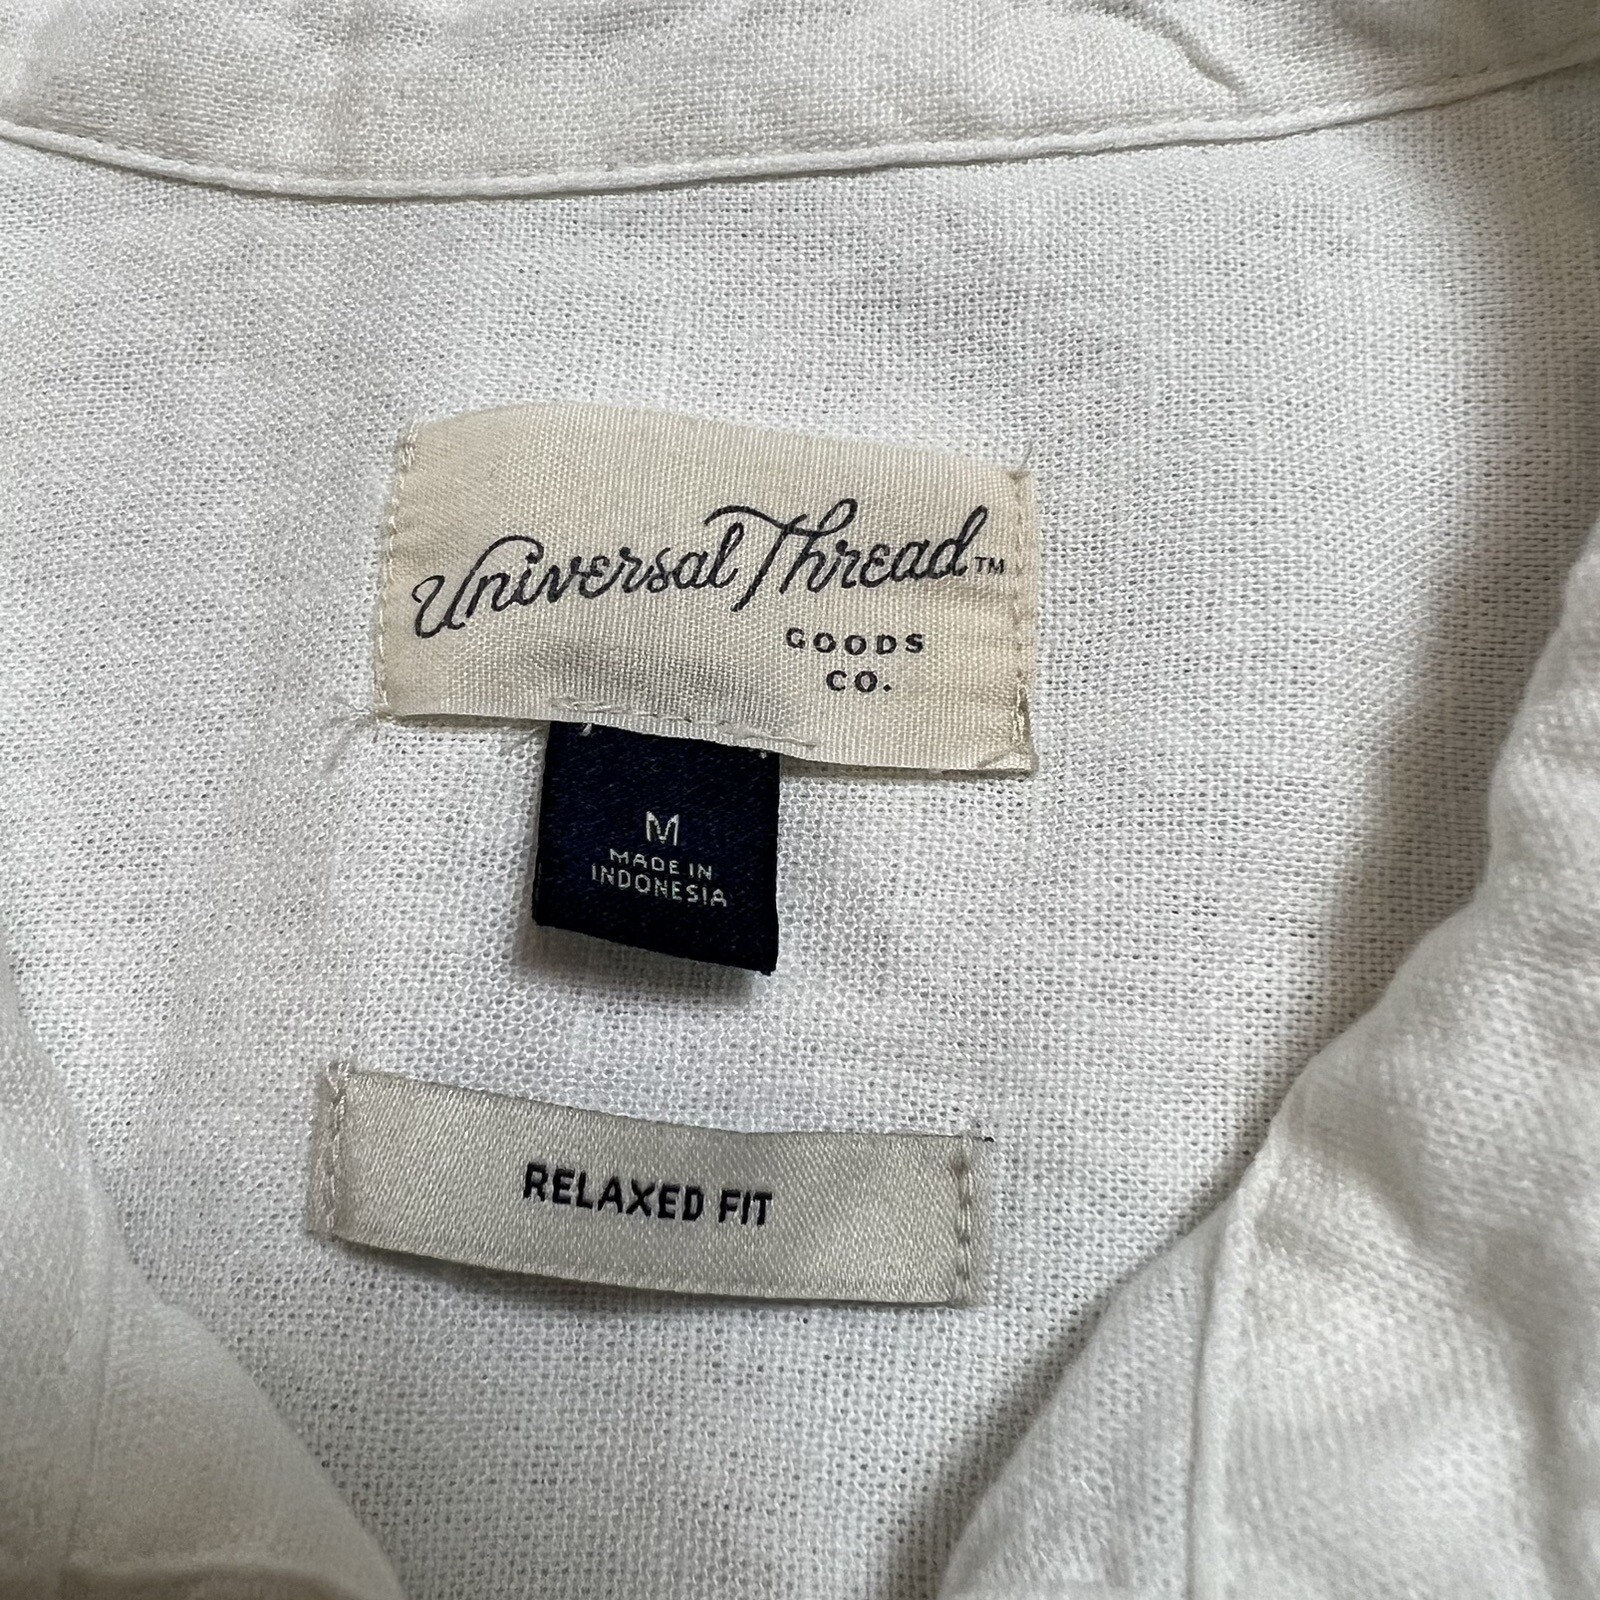 Universal Thread™
GOODS
CO.
M
MADE IN
INDONESIA
RELAXED FIT